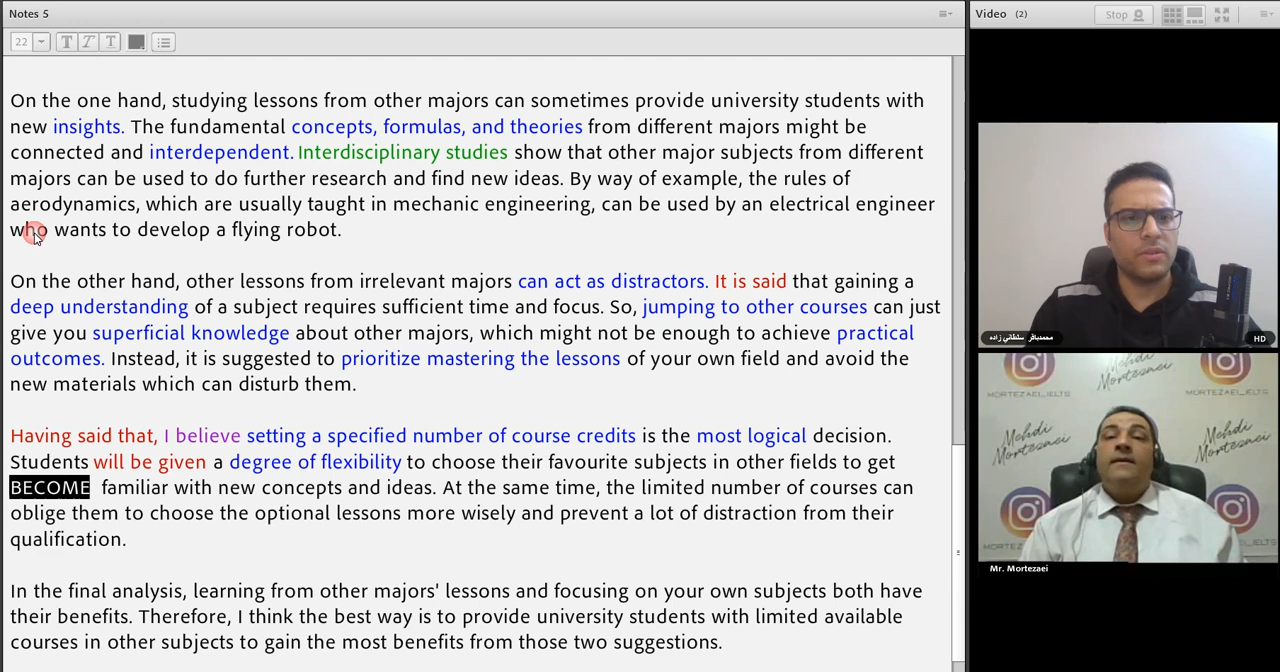 Notes 5
22
On the one hand, studying lessons from other majors can sometimes provide university students with
new insights. The fundamental concepts, formulas, and theories from different majors might be
connected and interdependent. Interdisciplinary studies show that other major subjects from different
majors can be used to do further research and find new ideas. By way of example, the rules of
aerodynamics, which are usually taught in mechanic engineering, can be used by an electrical engineer
who wants to develop a flying robot.
On the other hand, other lessons from irrelevant majors can act as distractors. It is said that gaining a
deep understanding of a subject requires sufficient time and focus. So, jumping to other courses can just
give you superficial knowledge about other majors, which might not be enough to achieve practical
outcomes. Instead, it is suggested to prioritize mastering the lessons of your own field and avoid the
new materials which can disturb them.
Having said that, I believe setting a specified number of course credits is the most logical decision.
Students will be given a degree of flexibility to choose their favourite subjects in other fields to get
BECOME familiar with new concepts and ideas. At the same time, the limited number of courses can
oblige them to choose the optional lessons more wisely and prevent a lot of distraction from their
qualification.
In the final analysis, learning from other majors' lessons and focusing on your own subjects both have
their benefits. Therefore, I think the best way is to provide university students with limited available
courses in other subjects to gain the most benefits from those two suggestions.
Video (2)
Stop
محمدباقر سلطاني زاده
HD
MORTEZAEI_IELTS
Mehdi Mortezaei
MORTEZAEI_IELTS
Mehdi
Mortezaei
Mehdi
Mortezaei
Mr. Mortezaei